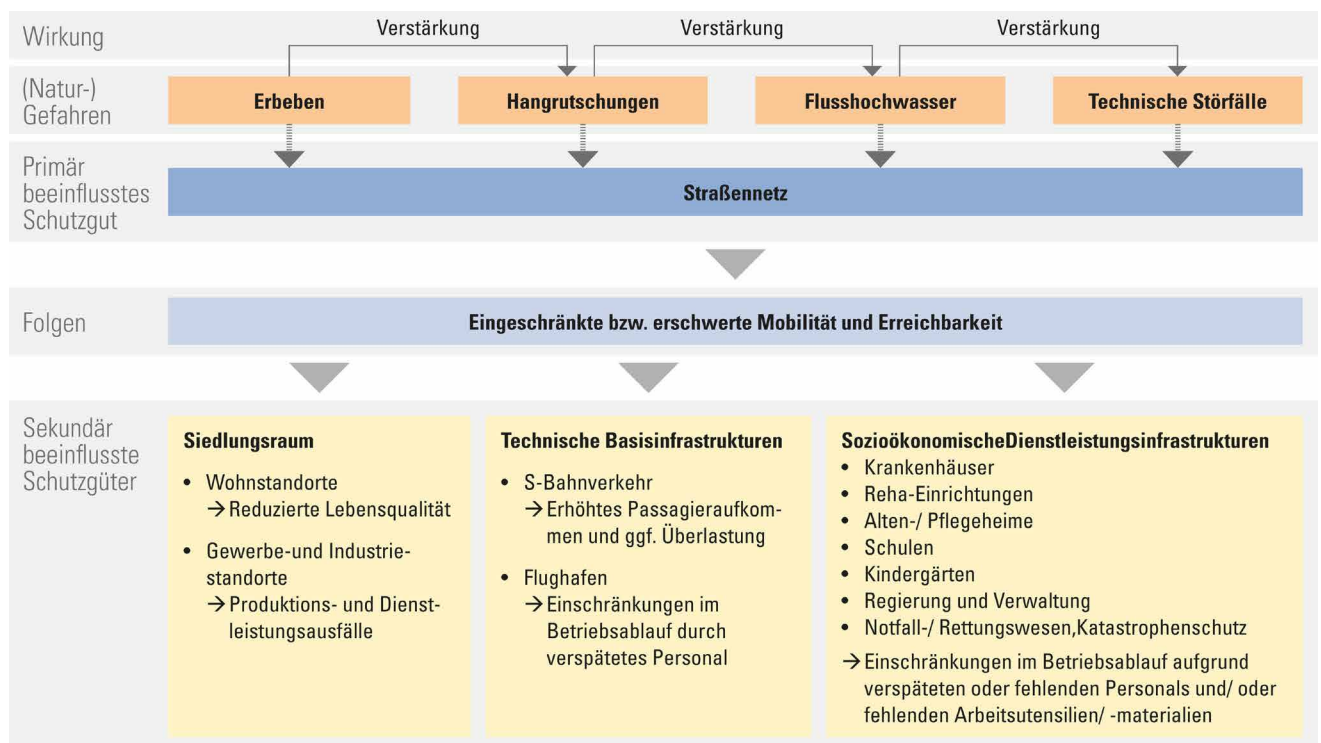 Wirkung
Verstärkung
Verstärkung
Verstärkung
(Natur-)
Gefahren
Erbeben
Hangrutschungen
Flusshochwasser
Technische Störfälle
Primär
beeinflusstes
Schutzgut
Straßennetz
Folgen
Eingeschränkte bzw. erschwerte Mobilität und Erreichbarkeit
Sekundär
beeinflusste
Schutzgüter
Siedlungsraum
• Wohnstandorte
→ Reduzierte Lebensqualität
• Gewerbe-und Industrie-
standorte
→ Produktions- und Dienst-
leistungsausfälle
Technische Basisinfrastrukturen
• S-Bahnverkehr
→ Erhöhtes Passagieraufkom-
men und ggf. Überlastung
• Flughafen
→ Einschränkungen im
Betriebsablauf durch
verspätetes Personal
SozioökonomischeDienstleistungsinfrastrukturen
• Krankenhäuser
• Reha-Einrichtungen
• Alten-/ Pflegeheime
• Schulen
• Kindergärten
• Regierung und Verwaltung
• Notfall-/ Rettungswesen,Katastrophenschutz
→ Einschränkungen im Betriebsablauf aufgrund
verspäteten oder fehlenden Personals und/ oder
fehlenden Arbeitsutensilien/ -materialien